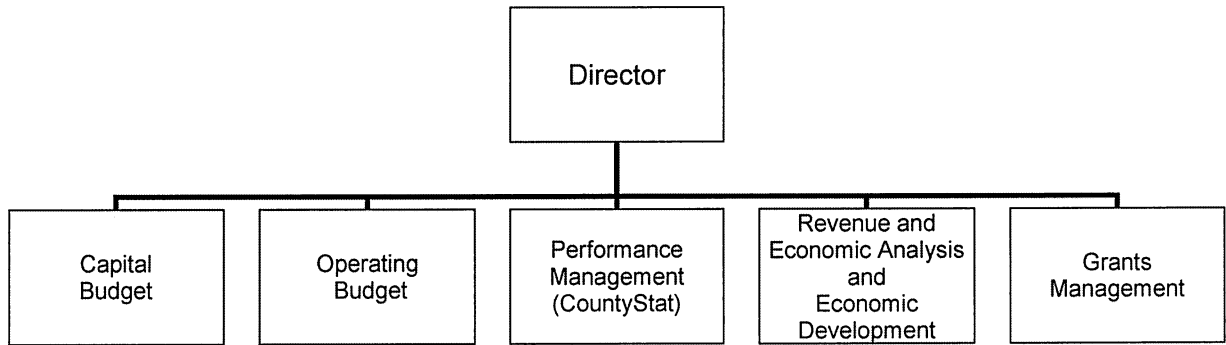 Director
Capital
Budget
Operating
Budget
Performance
Management
(CountyStat)
Revenue and
Economic Analysis
and
Economic
Development
Grants
Management